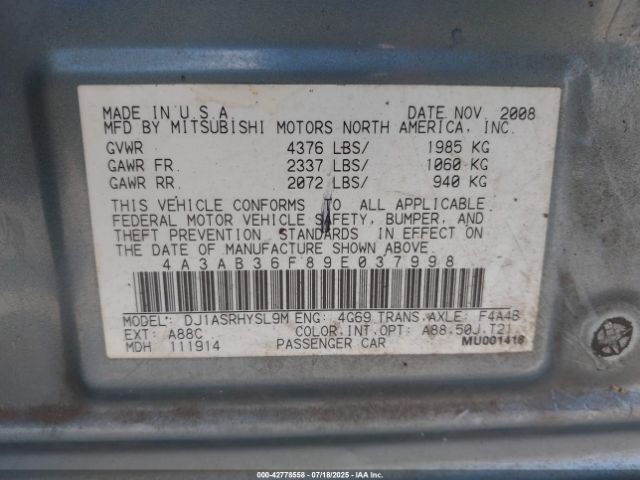 MADE IN U.S.A. DATE NOV. 2008
MFD BY MITSUBISHI MOTORS NORTH AMERICA, INC.
GVWR 4376 LBS/ 1985 KG
GAWR FR 2337 LBS/ 1060 KG
GAWR RR. 2072 LBS/ 940 KG
THIS VEHICLE CONFORMS TO ALL APPLICABLE
FEDERAL MOTOR VEHICLE SAFETY, BUMPER, AND
THEFT PREVENTION STANDARDS IN EFFECT ON
THE DATE OF MANUFACTURE SHOWN ABOVE.
4A3AB36F89E037998
MODEL: DJ1ASRHYSL9M ENG: 4G69 TRANS.AXLE: F4A4B
EXT: A88C COLOR.INT.OPT: A88.50J.T21
MDH 111914 PASSENGER CAR MU001418
000-42778558 - 07/18/2025 - IAA Inc.